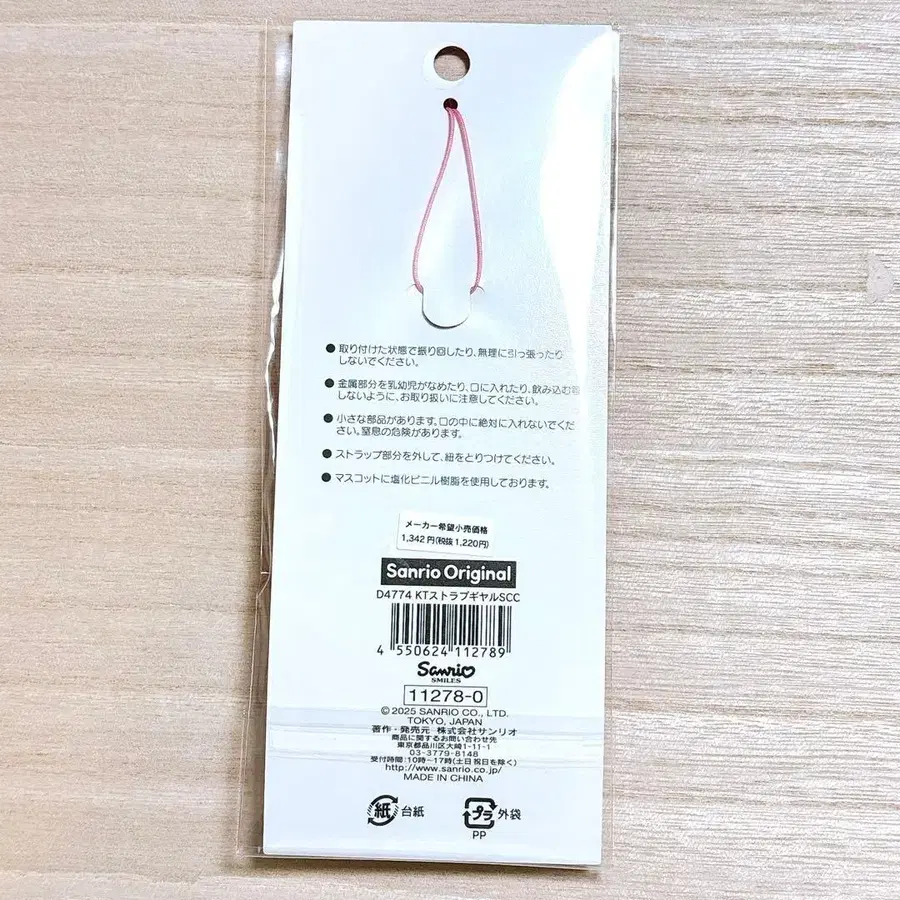 ●取り付けた状態で振り回したり、無理に引っ張ったり
しないでください。
●金属部分を乳幼児がなめたり、口に入れたり、飲み込む等
しないように、お取り扱いに注意してください。
●小さな部品があります。口の中に絶対に入れないでくだ
さい。窒息の危険があります。
●ストラップ部分を外して、紐をとりつけてください。
●マスコットに塩化ビニル樹脂を使用しております。
メーカー希望小売価格
1,342円(税抜1,220円)
Sanrio Original
D4774 KTストラプギヤルSCC
4 550624 112789
Sanrio
SMILES
11278-0
© 2025 SANRIO CO., LTD.
TOKYO, JAPAN
著作・発売元 株式会社サンリオ
商品に関するお問い合わせ先
東京都品川区大崎1-11-1
03-3779-8148
受付時間:10時〜17時(土日祝日を除く)
http://www.sanrio.co.jp/
MADE IN CHINA
紙 台紙
プラ 外袋
PP